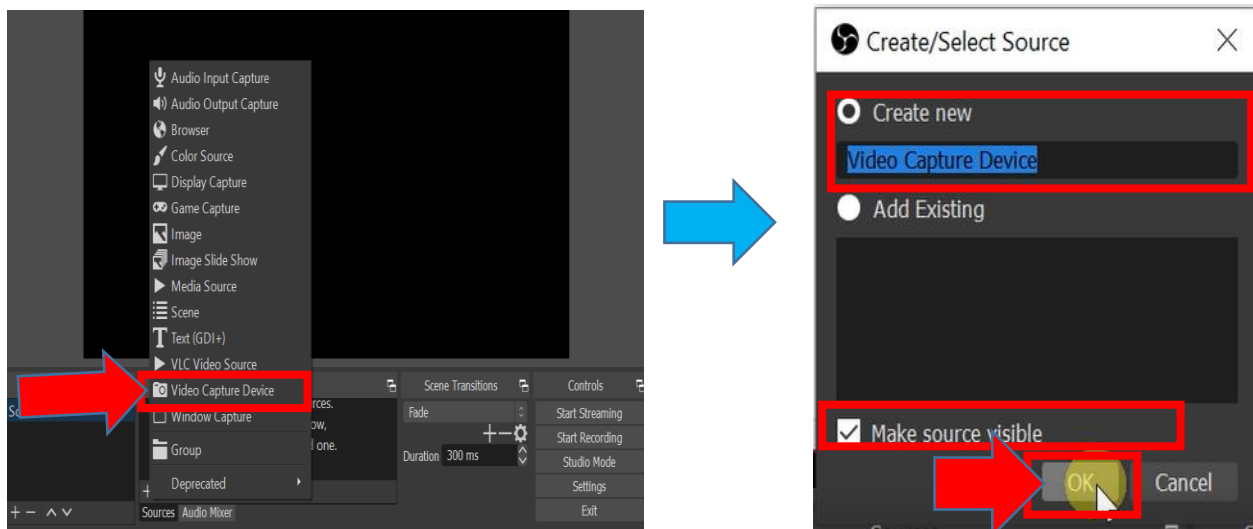 Audio Input Capture
Audio Output Capture
Browser
Color Source
Display Capture
Game Capture
Image
Image Slide Show
Media Source
Scene
Text (GDI+)
VLC Video Source
Video Capture Device
Window Capture
Group
Deprecated
rces.
ow,
d one.
Sources Audio Mixer
Scene Transitions
Fade
Duration 300 ms
Controls
Start Streaming
Start Recording
Studio Mode
Settings
Exit
Create/Select Source
Create new
Video Capture Device
Add Existing
Make source visible
OK Cancel